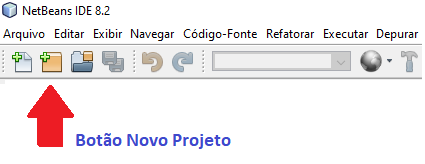 NetBeans IDE 8.2
Arquivo Editar Exibir Navegar Código-Fonte Refatorar Executar Depurar
Botão Novo Projeto